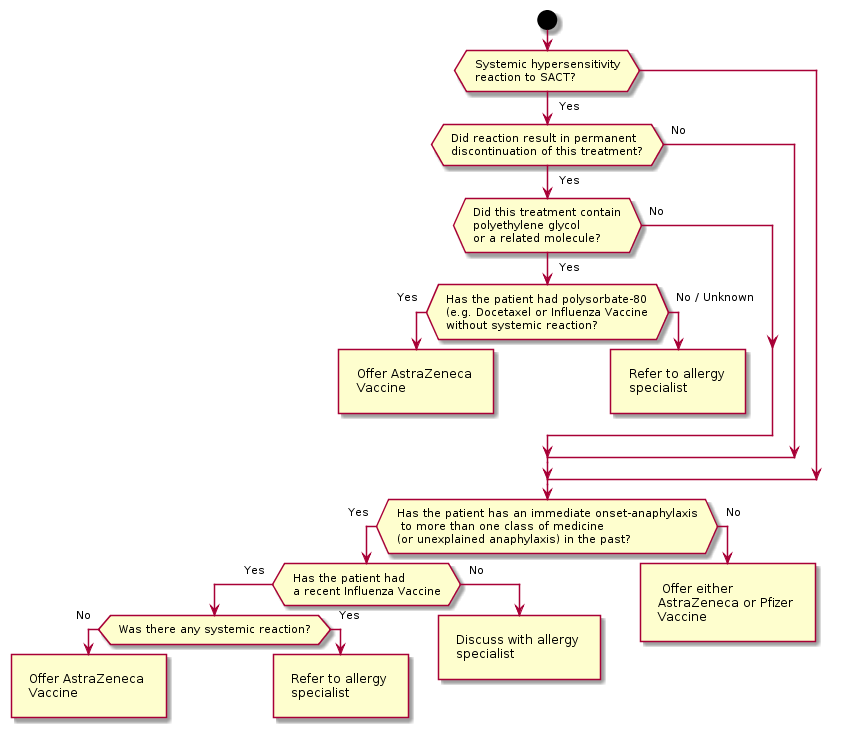 Systemic hypersensitivity
reaction to SACT?
Yes
Did reaction result in permanent
discontinuation of this treatment?
No
Yes
Did this treatment contain
polyethylene glycol
or a related molecule?
No
Yes
Yes
Has the patient had polysorbate-80
(e.g. Docetaxel or Influenza Vaccine
without systemic reaction?
No / Unknown
Offer AstraZeneca
Vaccine
Refer to allergy
specialist
Yes
Has the patient has an immediate onset-anaphylaxis
to more than one class of medicine
(or unexplained anaphylaxis) in the past?
No
Yes
Has the patient had
a recent Influenza Vaccine
No
Offer either
AstraZeneca or Pfizer
Vaccine
No
Was there any systemic reaction?
Yes
Discuss with allergy
specialist
Offer AstraZeneca
Vaccine
Refer to allergy
specialist